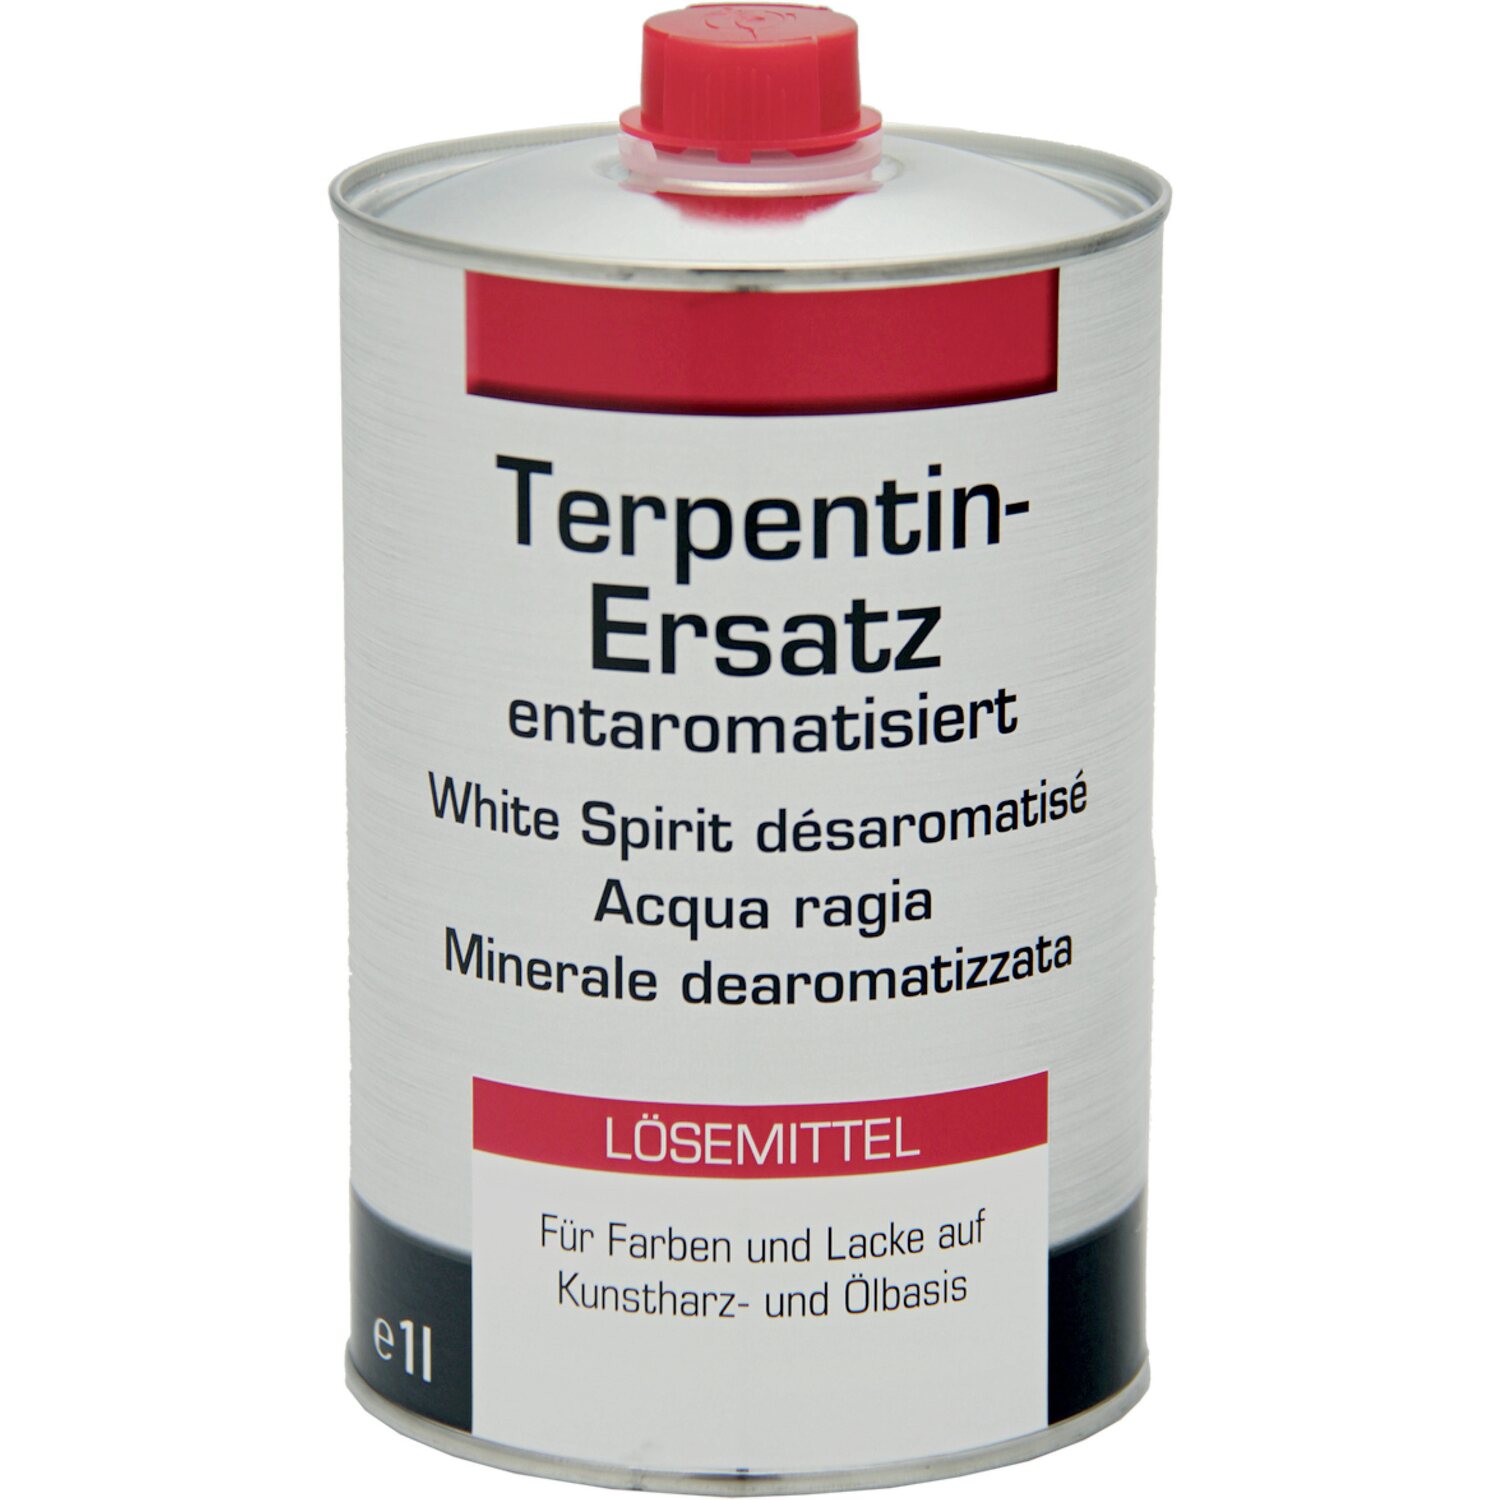 Terpentin-
Ersatz
entaromatisiert
White Spirit désaromatisé
Acqua ragia
Minerale dearomatizzata
LÖSEMITTEL
Für Farben und Lacke auf
Kunstharz- und Ölbasis
e1l